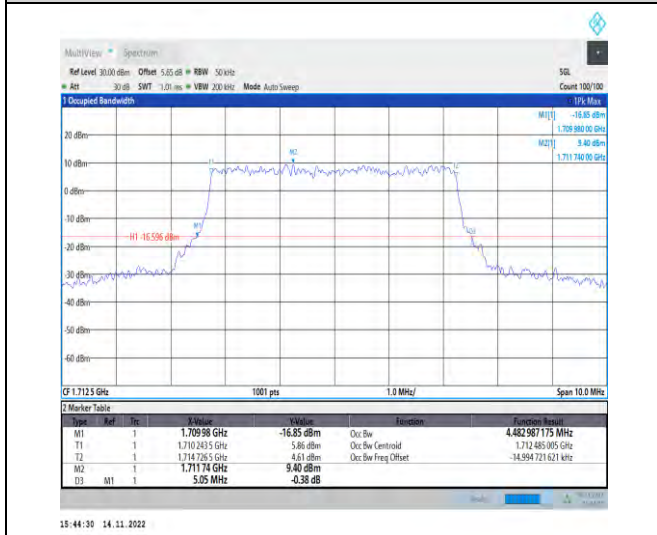 MultiView Spectrum
Ref Level 30.00 dBm Offset 5.85 dB RBW 50 kHz SGL
Att 30 dB SWT 1.01 ms VBW 200 kHz Mode Auto Sweep Count 100/100
1 Occupied Bandwidth 1Pk Max
M1[1] -16.85 dBm
1.709 980 00 GHz
20 dBm M2[1] 9.40 dBm
1.711 740 00 GHz
M2
10 dBm
T2
0 dBm
-10 dBm
M1
H1 -16.596 dBm
-20 dBm
-30 dBm
-40 dBm
-50 dBm
-60 dBm
CF 1.712 5 GHz 1001 pts 1.0 MHz/ Span 10.0 MHz
2 Marker Table
Type Ref Trc X-Value Y-Value Function Function Result
M1 1 1.709 98 GHz -16.85 dBm Occ Bw 4.482 987 175 MHz
T1 1 1.710 243 5 GHz 5.86 dBm Occ Bw Centroid 1.712 485 005 GHz
T2 1 1.714 726 5 GHz 4.61 dBm Occ Bw Freq Offset -14.994 721 621 kHz
M2 1 1.711 74 GHz 9.40 dBm
D3 M1 1 5.05 MHz -0.38 dB
15:44:30 14.11.2022